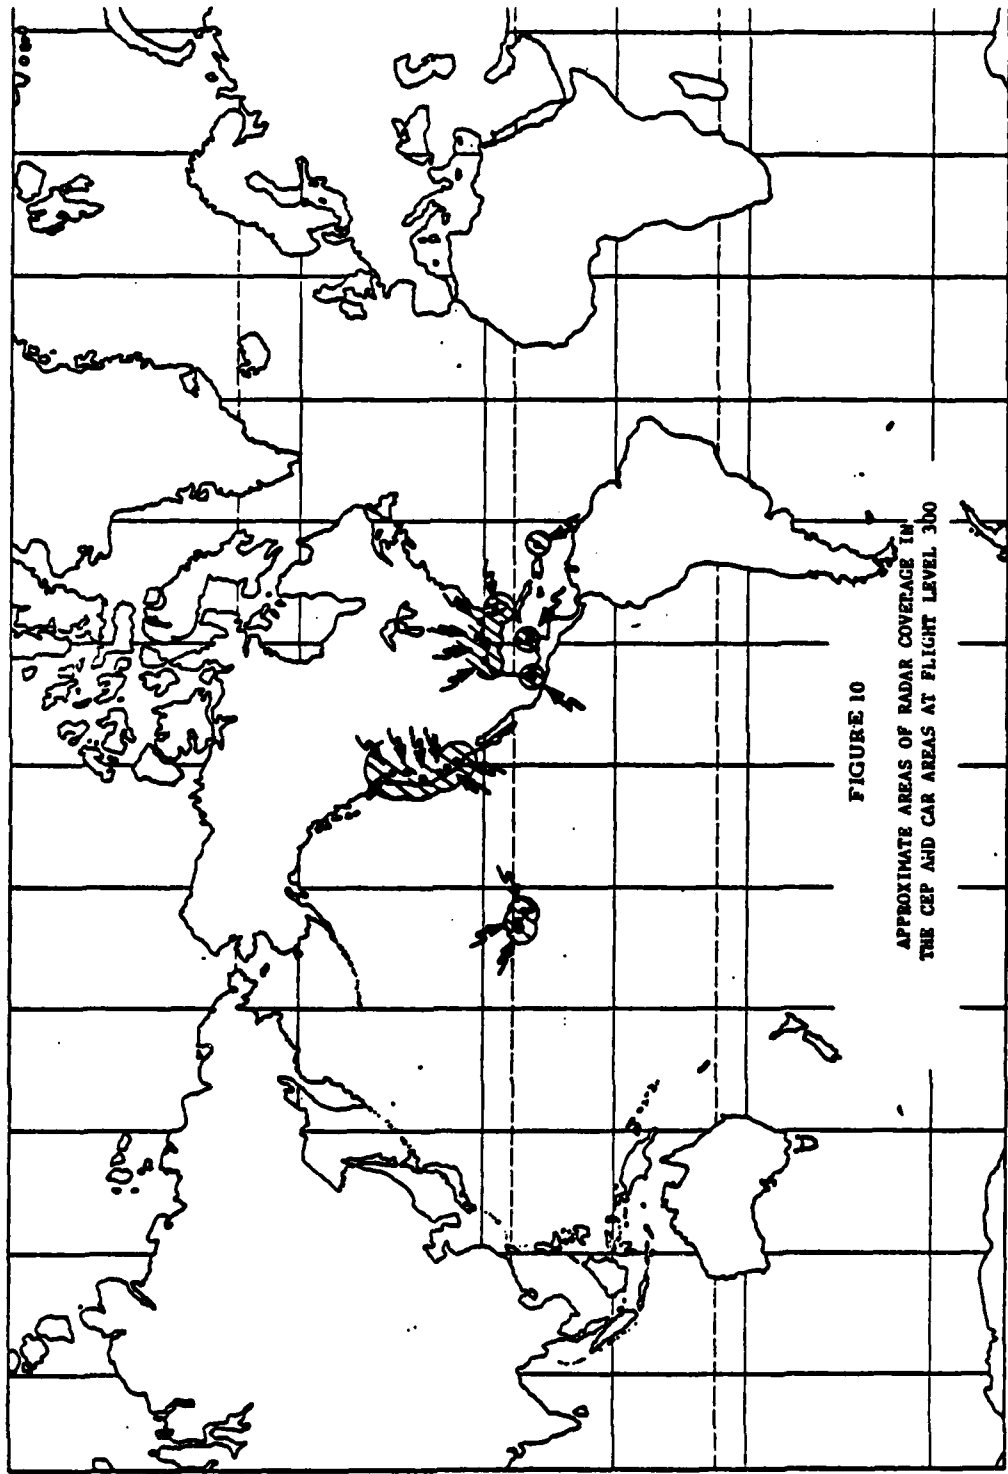 FIGURE 10
APPROXIMATE AREAS OF RADAR COVERAGE IN
THE CEP AND CAR AREAS AT FLIGHT LEVEL 300